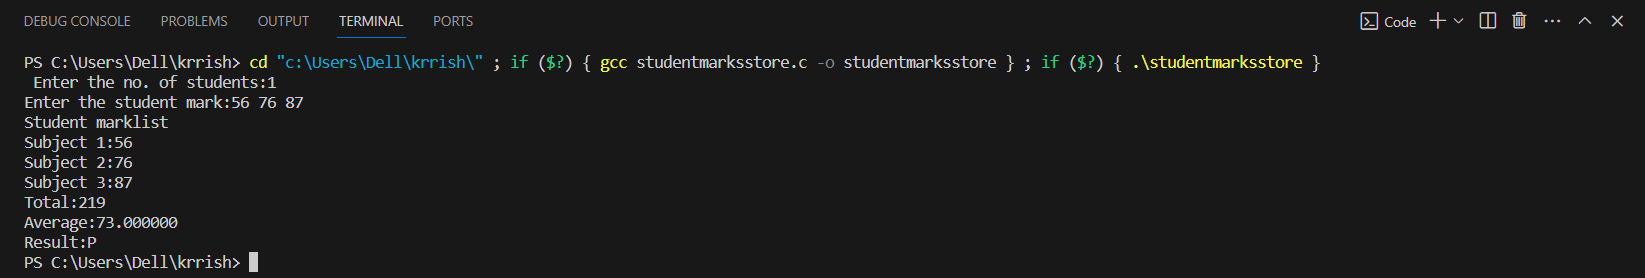 DEBUG CONSOLE PROBLEMS OUTPUT TERMINAL PORTS Code
PS C:\Users\Dell\krrish> cd "c:\Users\Dell\krrish\" ; if ($?) { gcc studentmarksstore.c -o studentmarksstore } ; if ($?) { .\studentmarksstore }
 Enter the no. of students:1
Enter the student mark:56 76 87
Student marklist
Subject 1:56
Subject 2:76
Subject 3:87
Total:219
Average:73.000000
Result:P
PS C:\Users\Dell\krrish>